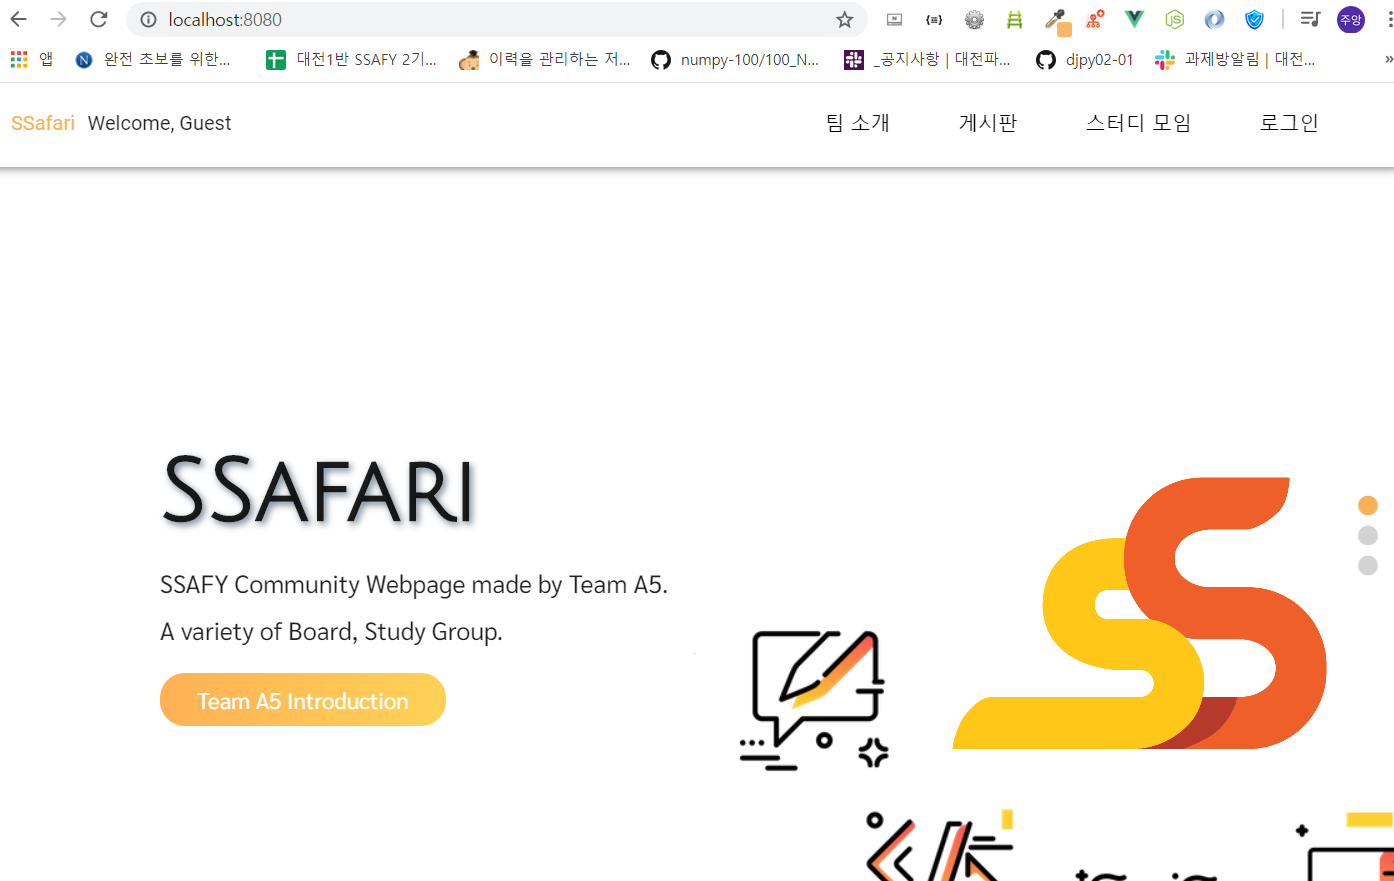 localhost:8080
주앙
앱
완전 초보를 위한...
대전1반 SSAFY 2기...
이력을 관리하는 저...
numpy-100/100_N...
_공지사항 | 대전파...
djpy02-01
과제방알림 | 대전...
»
SSafari Welcome, Guest
팀 소개
게시판
스터디 모임
로그인
SSAFARI
SSAFY Community Webpage made by Team A5.
A variety of Board, Study Group.
Team A5 Introduction